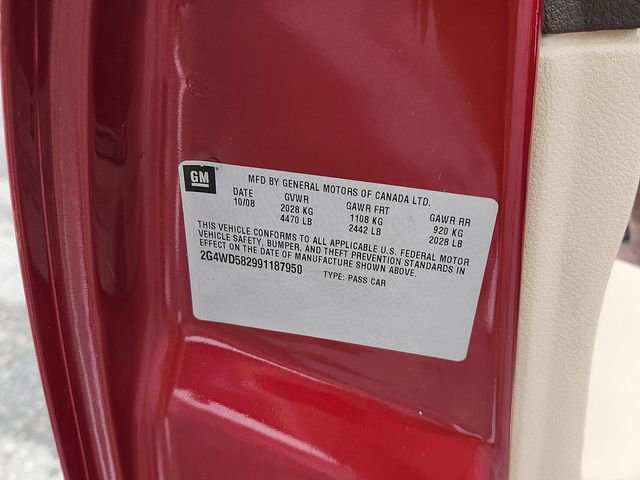 GM
MFD BY GENERAL MOTORS OF CANADA LTD.
DATE GVWR GAWR FRT GAWR RR
10/08 2028 KG 1108 KG 920 KG
4470 LB 2442 LB 2028 LB
THIS VEHICLE CONFORMS TO ALL APPLICABLE U.S. FEDERAL MOTOR
VEHICLE SAFETY, BUMPER, AND THEFT PREVENTION STANDARDS IN
EFFECT ON THE DATE OF MANUFACTURE SHOWN ABOVE.
2G4WD582991187950 TYPE: PASS CAR